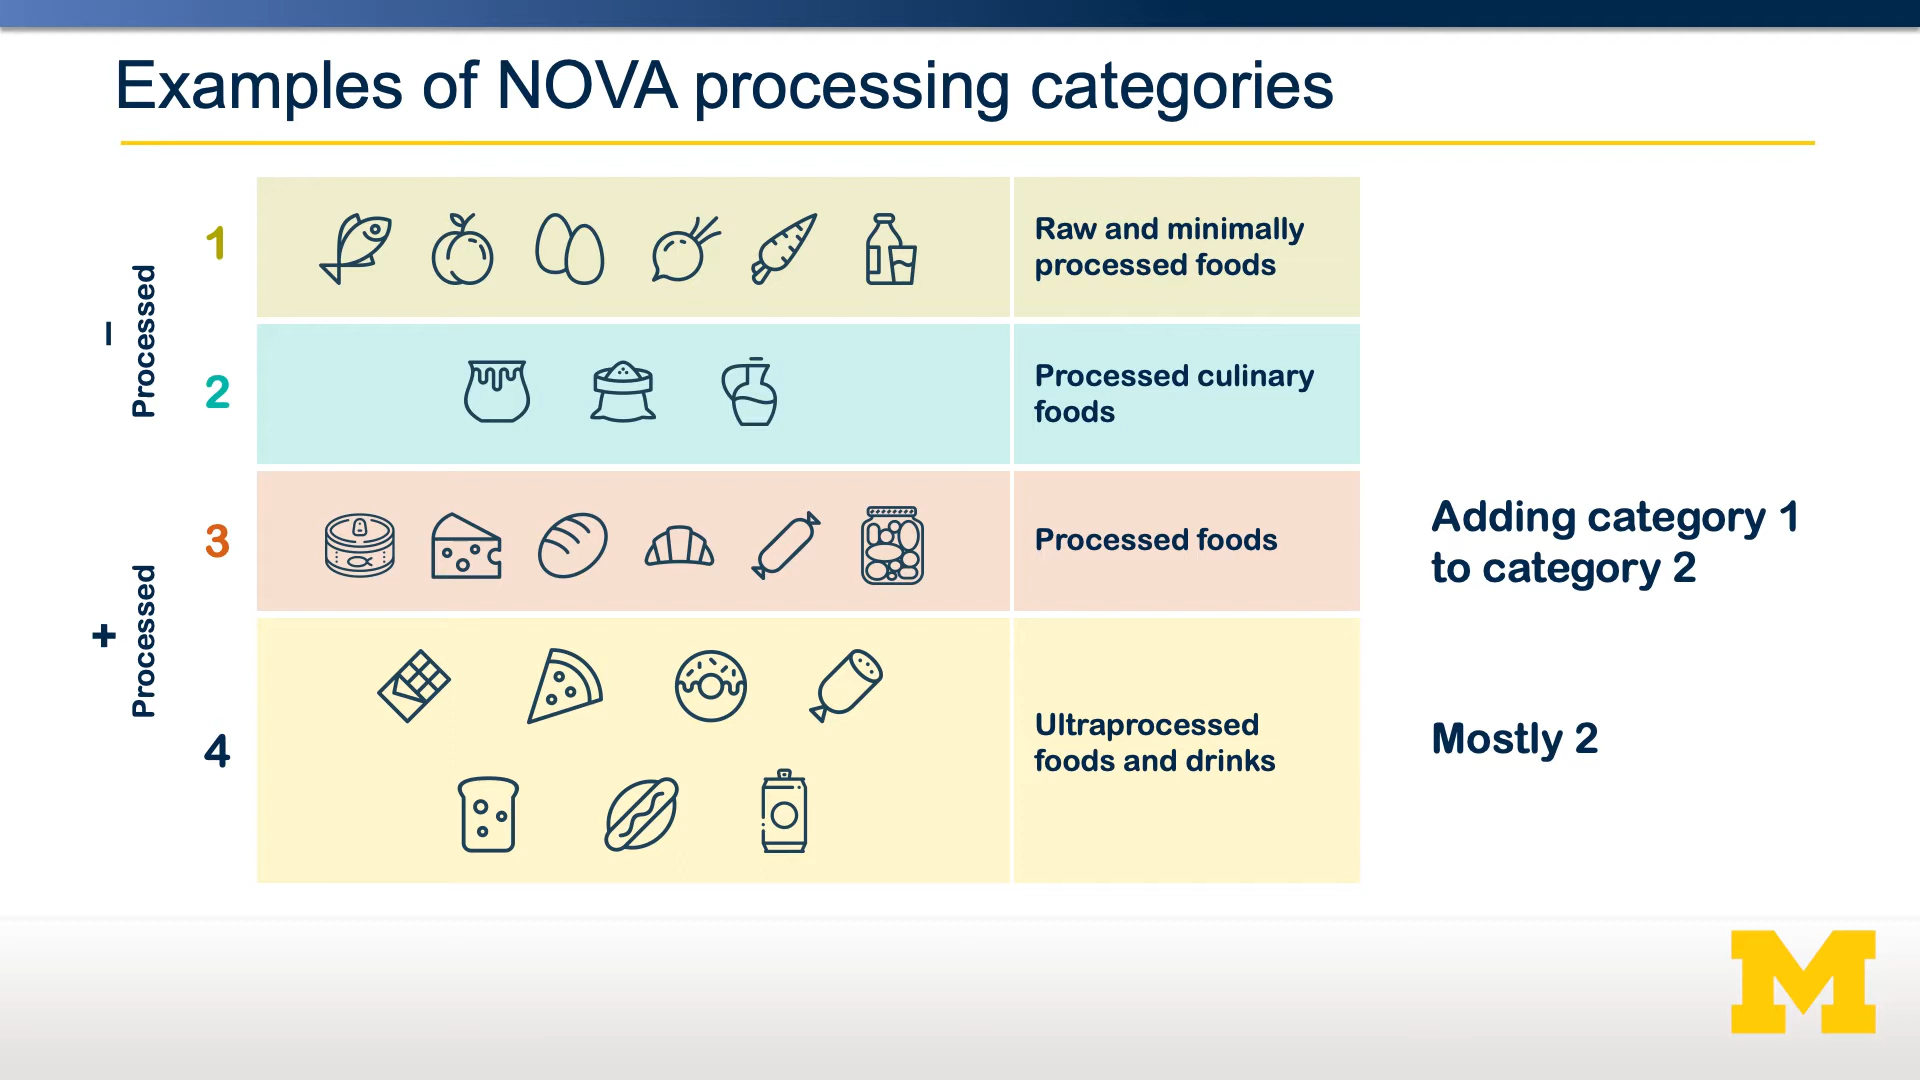 Examples of NOVA processing categories
–
Processed
+
Processed
1
Raw and minimally
processed foods
2
Processed culinary
foods
3
Processed foods
Adding category 1
to category 2
4
Ultraprocessed
foods and drinks
Mostly 2
M